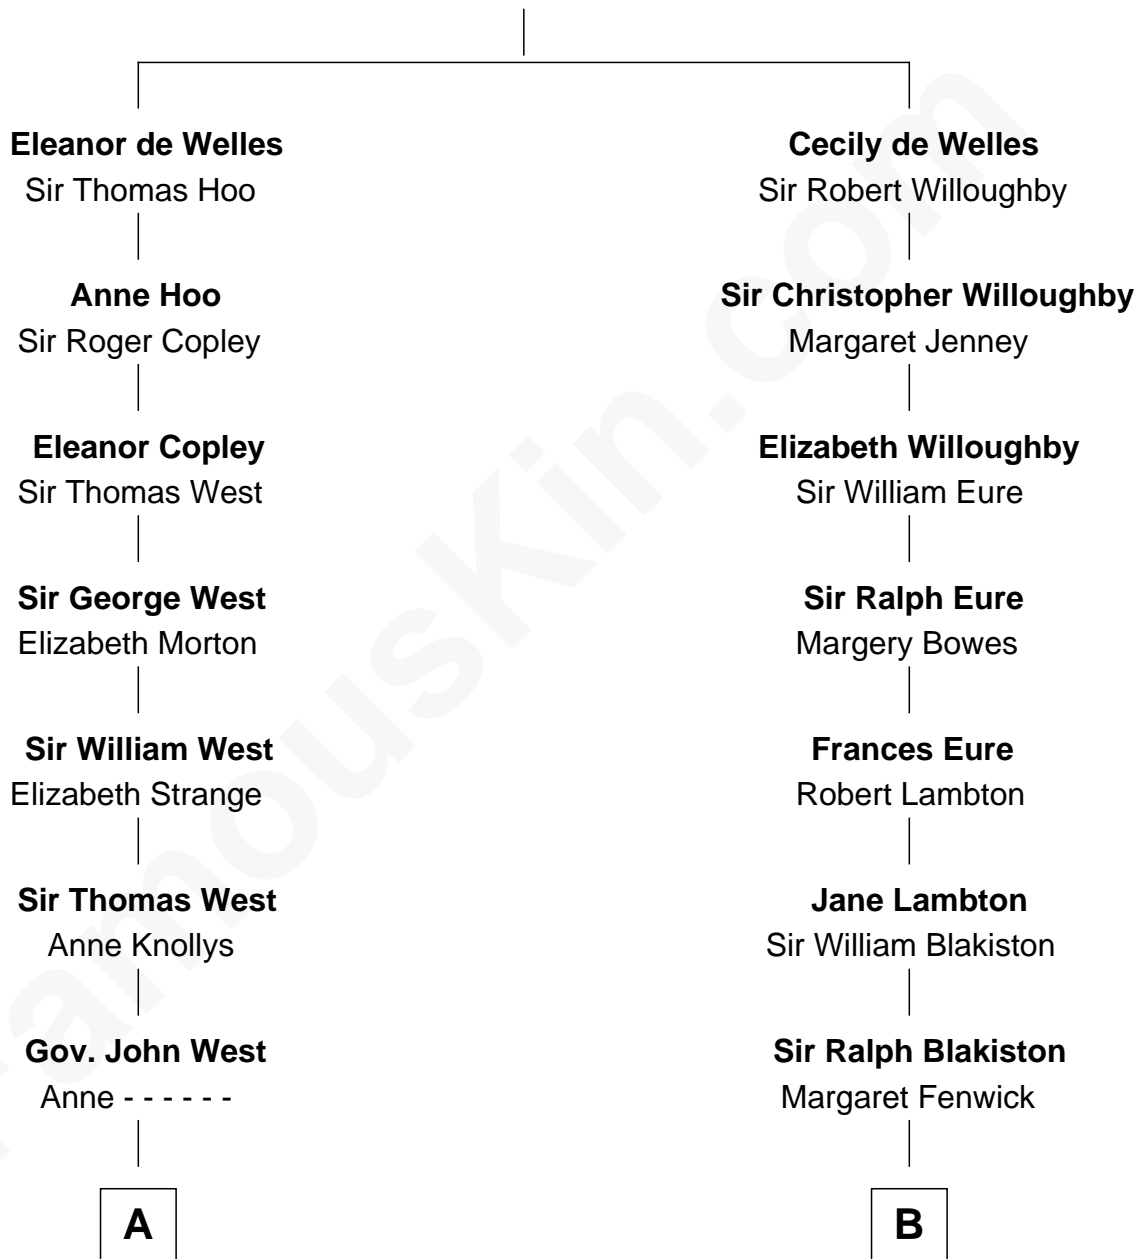 Eleanor de Welles
Sir Thomas Hoo
Anne Hoo
Sir Roger Copley
Eleanor Copley
Sir Thomas West
Sir George West
Elizabeth Morton
Sir William West
Elizabeth Strange
Sir Thomas West
Anne Knollys
Gov. John West
Anne - - - - - -
A
Cecily de Welles
Sir Robert Willoughby
Sir Christopher Willoughby
Margaret Jenney
Elizabeth Willoughby
Sir William Eure
Sir Ralph Eure
Margery Bowes
Frances Eure
Robert Lambton
Jane Lambton
Sir William Blakiston
Sir Ralph Blakiston
Margaret Fenwick
B
FamousKin.com